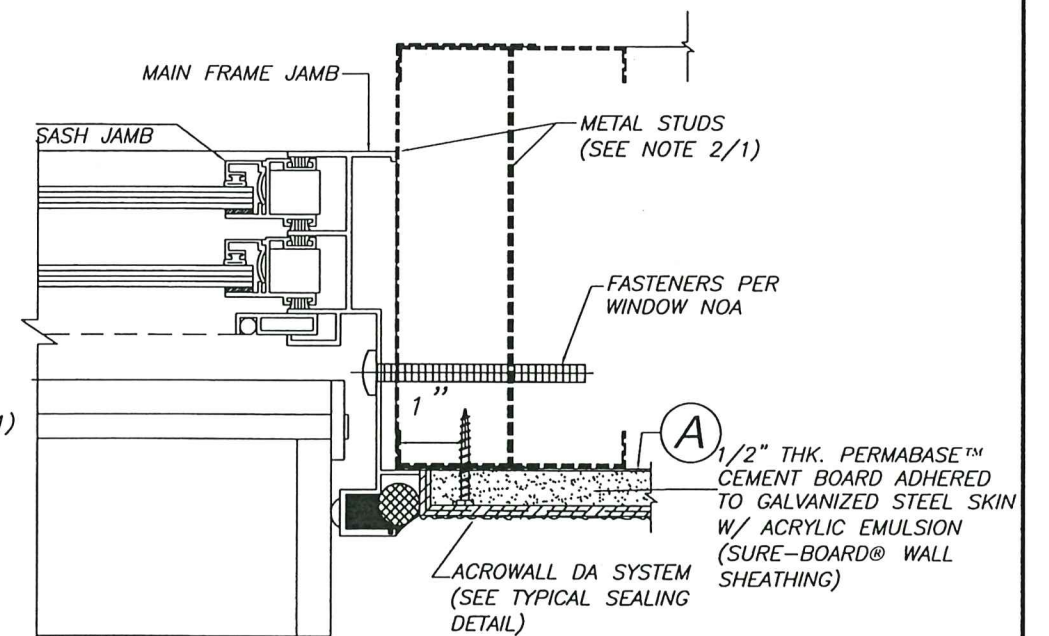 MAIN FRAME JAMB
SASH JAMB
METAL STUDS
(SEE NOTE 2/1)
FASTENERS PER
WINDOW NOA
1"
1)
A
1/2" THK. PERMABASE™
CEMENT BOARD ADHERED
TO GALVANIZED STEEL SKIN
W/ ACRYLIC EMULSION
(SURE-BOARD® WALL
SHEATHING)
ACROWALL DA SYSTEM
(SEE TYPICAL SEALING
DETAIL)